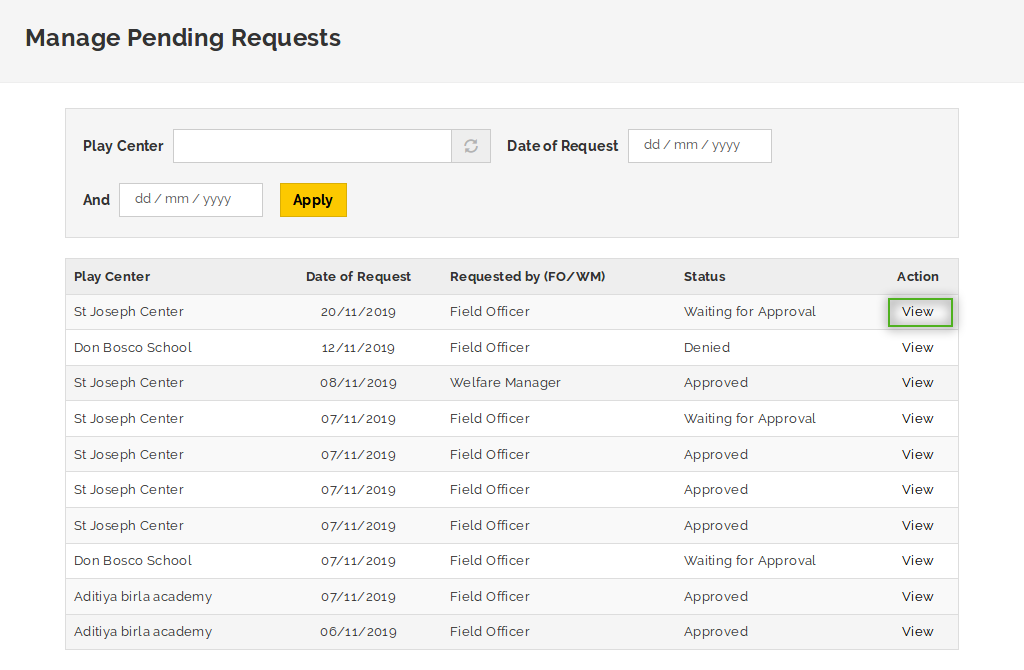 Manage Pending Requests
Play Center Date of Request dd / mm / yyyy
And dd / mm / yyyy Apply
Play Center Date of Request Requested by (FO/WM) Status Action
St Joseph Center 20/11/2019 Field Officer Waiting for Approval View
Don Bosco School 12/11/2019 Field Officer Denied View
St Joseph Center 08/11/2019 Welfare Manager Approved View
St Joseph Center 07/11/2019 Field Officer Waiting for Approval View
St Joseph Center 07/11/2019 Field Officer Approved View
St Joseph Center 07/11/2019 Field Officer Approved View
St Joseph Center 07/11/2019 Field Officer Approved View
Don Bosco School 07/11/2019 Field Officer Waiting for Approval View
Aditiya birla academy 07/11/2019 Field Officer Approved View
Aditiya birla academy 06/11/2019 Field Officer Approved View